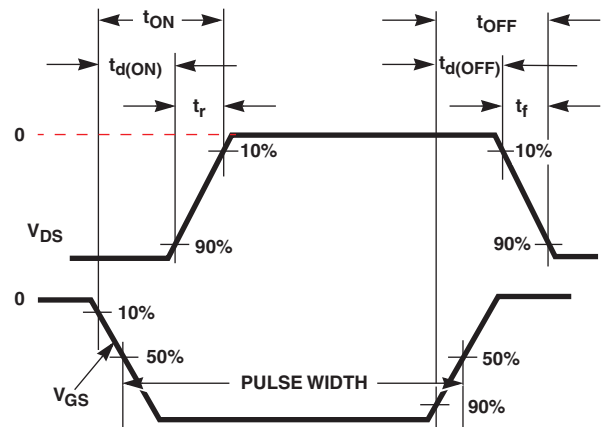 tON tOFF
td(ON) td(OFF)
tr tf
0
10% 10%
VDS
90% 90%
0
10%
50% 50%
VGS PULSE WIDTH
90%